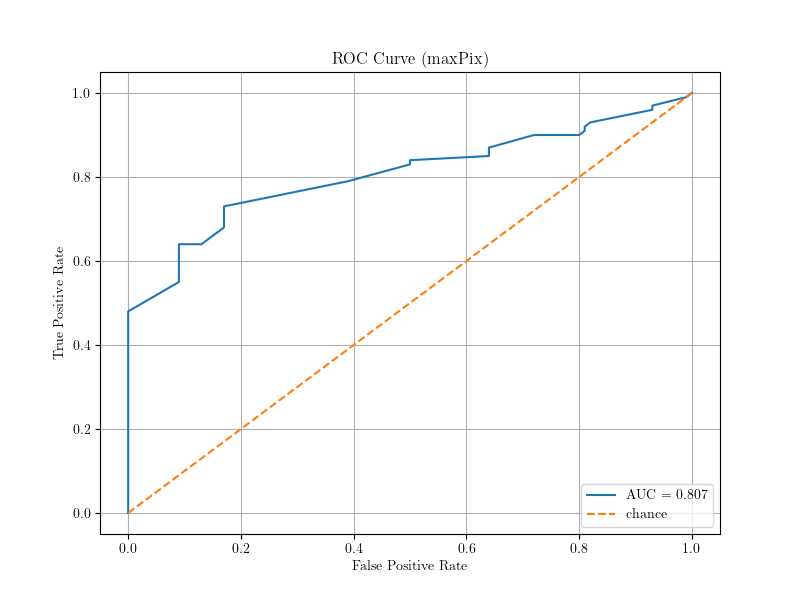 ROC Curve (maxPix)
True Positive Rate
1.0
0.8
0.6
0.4
0.2
0.0
AUC = 0.807
chance
0.0 0.2 0.4 0.6 0.8 1.0
False Positive Rate